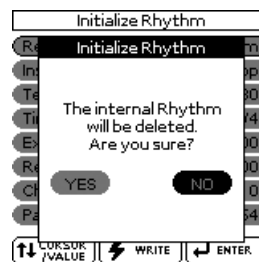 Initialize Rhythm
Initialize Rhythm
The internal Rhythm
will be deleted.
Are you sure?
YES NO
CURSOR
/VALUE WRITE ENTER